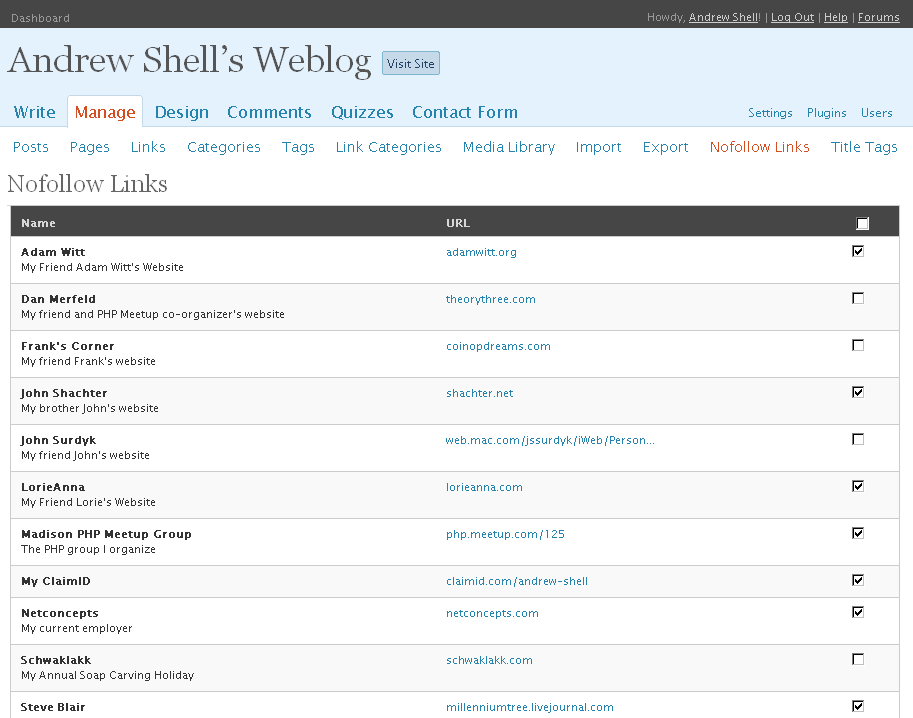 Dashboard Howdy, Andrew Shell! | Log Out | Help | Forums
Andrew Shell's Weblog Visit Site
Write Manage Design Comments Quizzes Contact Form Settings Plugins Users
Posts Pages Links Categories Tags Link Categories Media Library Import Export Nofollow Links Title Tags
Nofollow Links
Name URL
Adam Witt adamwitt.org
My Friend Adam Witt's Website
Dan Merfeld theorythree.com
My friend and PHP Meetup co-organizer's website
Frank's Corner coinopdreams.com
My friend Frank's website
John Shachter shachter.net
My brother John's website
John Surdyk web.mac.com/jssurdyk/iWeb/Person...
My friend John's website
LorieAnna lorieanna.com
My Friend Lorie's Website
Madison PHP Meetup Group php.meetup.com/125
The PHP group I organize
My ClaimID claimid.com/andrew-shell
Netconcepts netconcepts.com
My current employer
Schwaklakk schwaklakk.com
My Annual Soap Carving Holiday
Steve Blair millenniumtree.livejournal.com